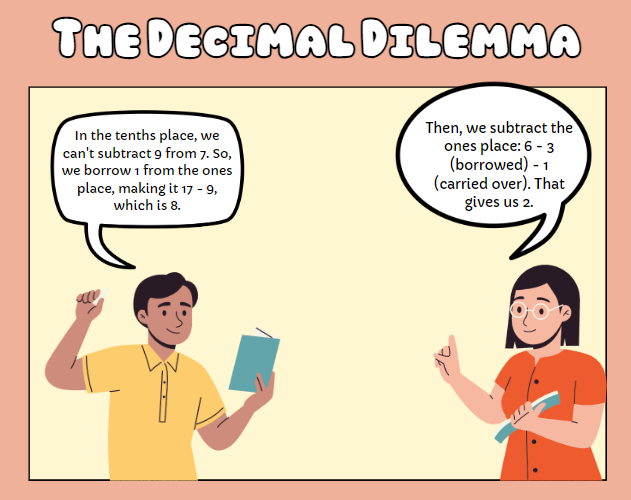 The Decimal Dilemma
In the tenths place, we
can't subtract 9 from 7. So,
we borrow 1 from the ones
place, making it 17 - 9,
which is 8.
Then, we subtract the
ones place: 6 - 3
(borrowed) - 1
(carried over). That
gives us 2.